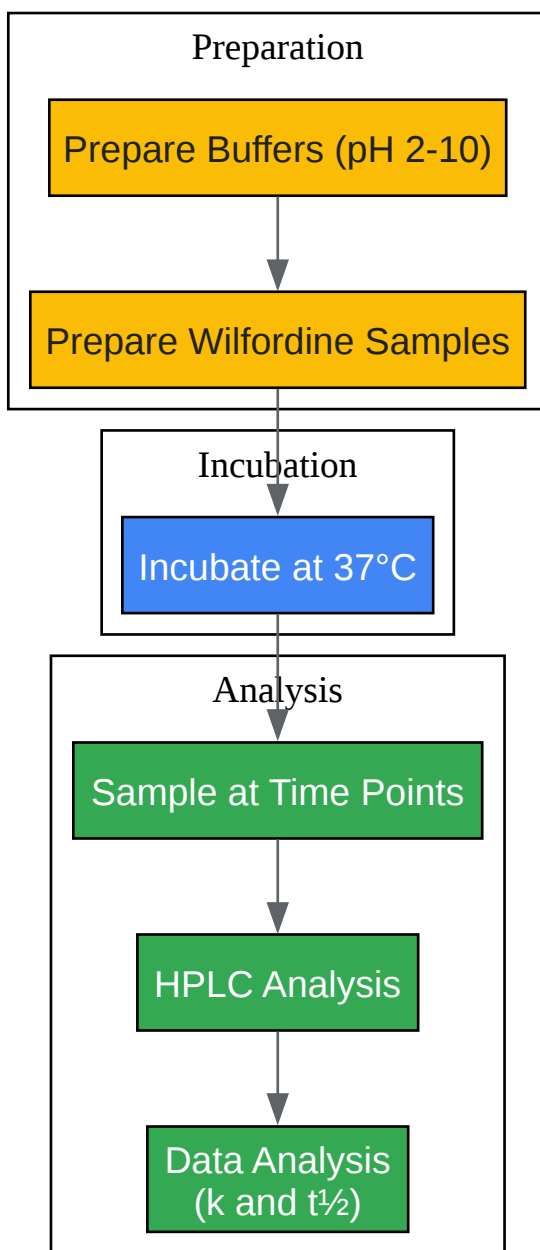 Preparation
Prepare Buffers (pH 2-10)
Prepare Wilfordine Samples
Incubation
Incubate at 37°C
Analysis
Sample at Time Points
HPLC Analysis
Data Analysis
(k and t½)